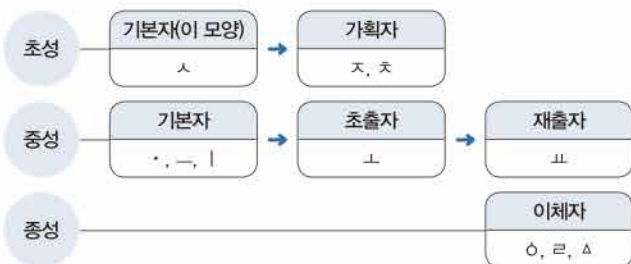 초성
기본자(이 모양)
ㅅ
가획자
ㅈ, ㅊ
중성
기본자
ㆍ, ㅡ, ㅣ
초출자
ㅗ
재출자
ㅛ
종성
이체자
ㆁ, ㄹ, ㅿ